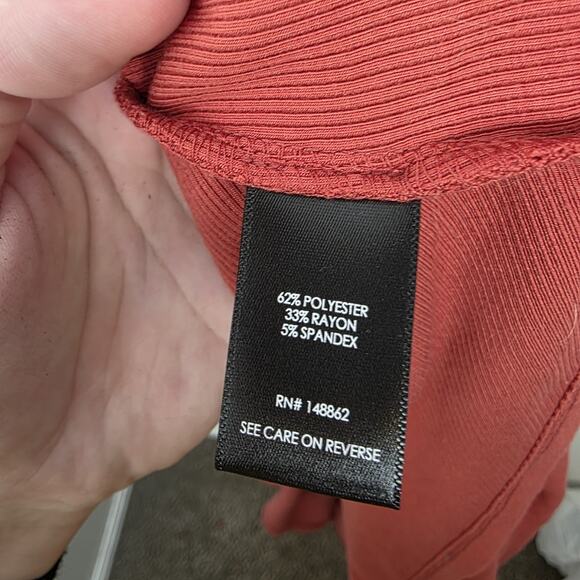 62% POLYESTER
33% RAYON
5% SPANDEX
RN# 148862
SEE CARE ON REVERSE